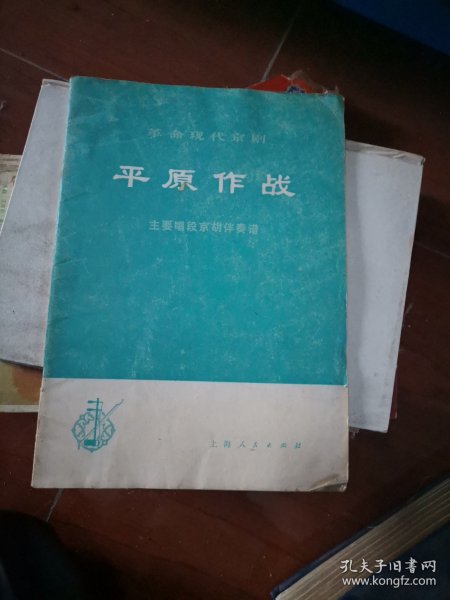 革命现代京剧
平原作战
主要唱段京胡伴奏谱
上海人民出版社
孔夫子旧书网
www.kongfz.com